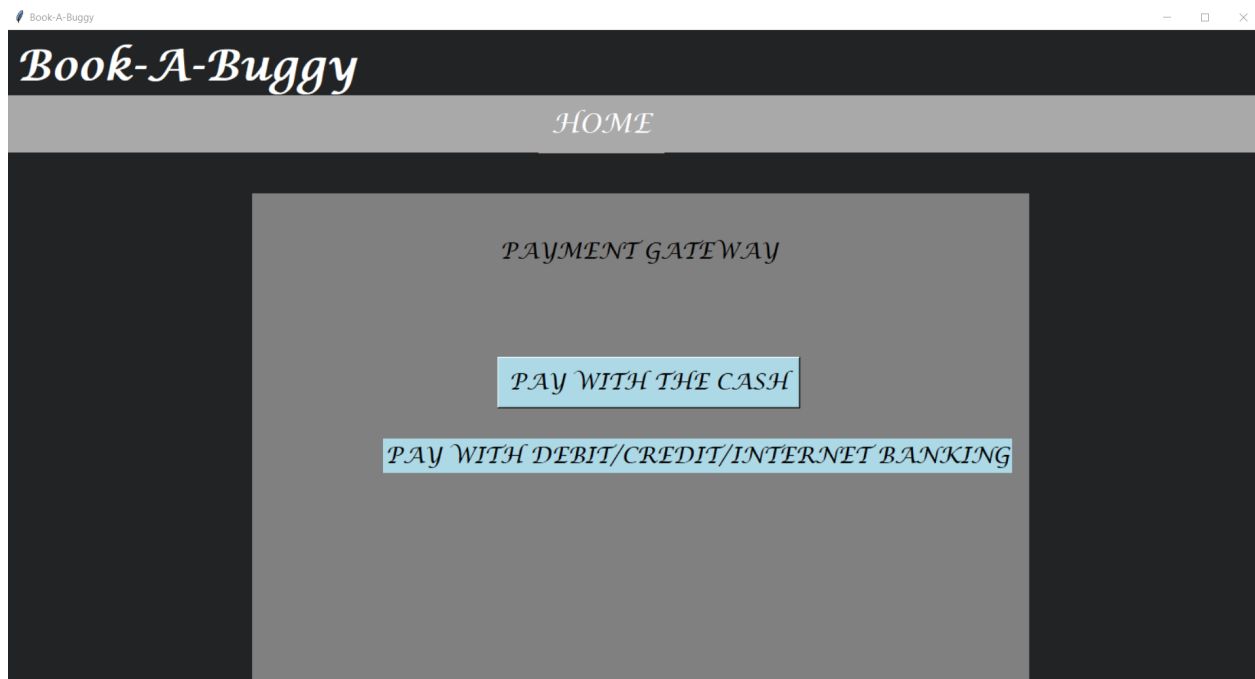 Book-A-Buggy
Book-A-Buggy
HOME
PAYMENT GATEWAY
PAY WITH THE CASH
PAY WITH DEBIT/CREDIT/INTERNET BANKING